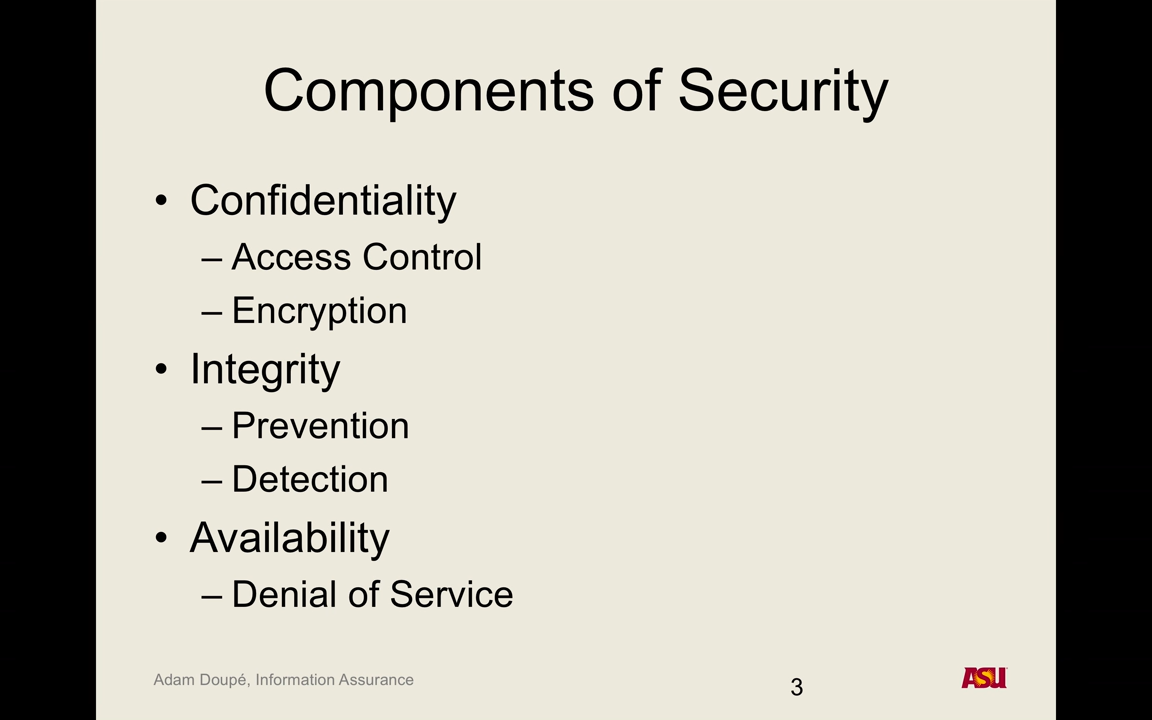 Components of Security
• Confidentiality
– Access Control
– Encryption
• Integrity
– Prevention
– Detection
• Availability
– Denial of Service
Adam Doupé, Information Assurance
3
ASU